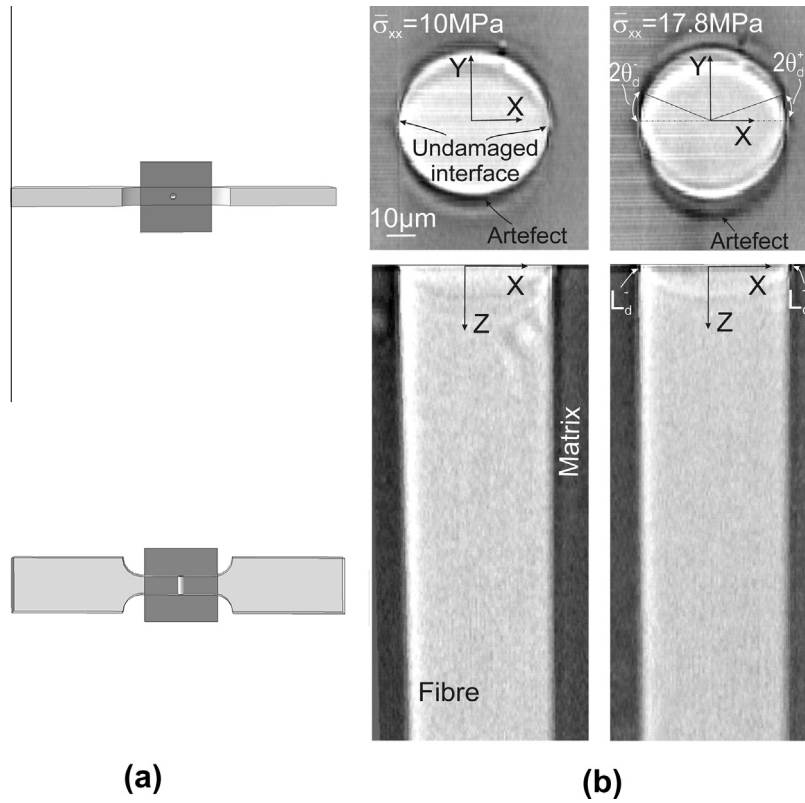 σ̄xx=10MPa
σ̄xx=17.8MPa
Y
X
Undamaged
interface
10µm
Artefect
2θd-
2θd+
Y
X
Artefect
X
Z
Matrix
Fibre
Ld-
X
Z
(a)
(b)